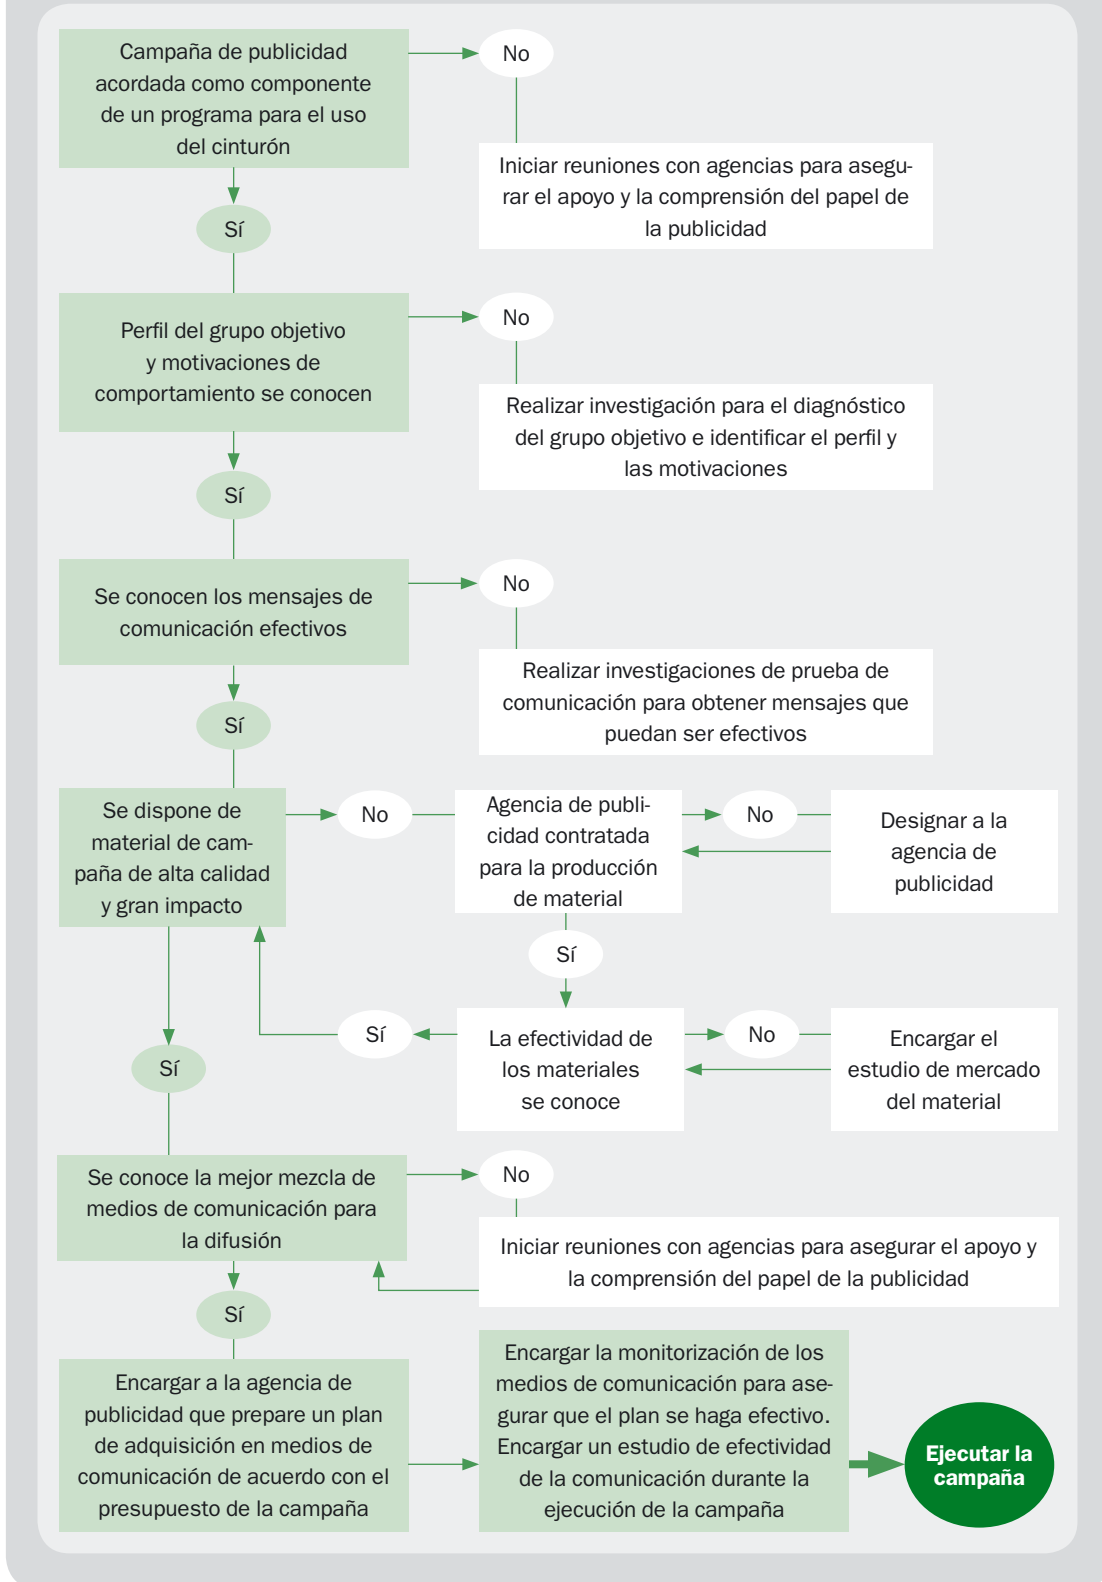 Campaña de publicidad
acordada como componente
de un programa para el uso
del cinturón
No
Iniciar reuniones con agencias para asegu-
rar el apoyo y la comprensión del papel de
la publicidad
Sí
Perfil del grupo objetivo
y motivaciones de
comportamiento se conocen
No
Realizar investigación para el diagnóstico
del grupo objetivo e identificar el perfil y
las motivaciones
Sí
Se conocen los mensajes de
comunicación efectivos
No
Realizar investigaciones de prueba de
comunicación para obtener mensajes que
puedan ser efectivos
Sí
Se dispone de
material de cam-
paña de alta calidad
y gran impacto
No
Agencia de publi-
cidad contratada
para la producción
de material
No
Designar a la
agencia de
publicidad
Sí
Sí
La efectividad de
los materiales
se conoce
No
Encargar el
estudio de mercado
del material
Sí
Se conoce la mejor mezcla de
medios de comunicación para
la difusión
No
Iniciar reuniones con agencias para asegurar el apoyo y
la comprensión del papel de la publicidad
Sí
Encargar a la agencia de
publicidad que prepare un plan
de adquisición en medios de
comunicación de acuerdo con el
presupuesto de la campaña
Encargar la monitorización de los
medios de comunicación para ase-
gurar que el plan se haga efectivo.
Encargar un estudio de efectividad
de la comunicación durante la
ejecución de la campaña
Ejecutar la
campaña